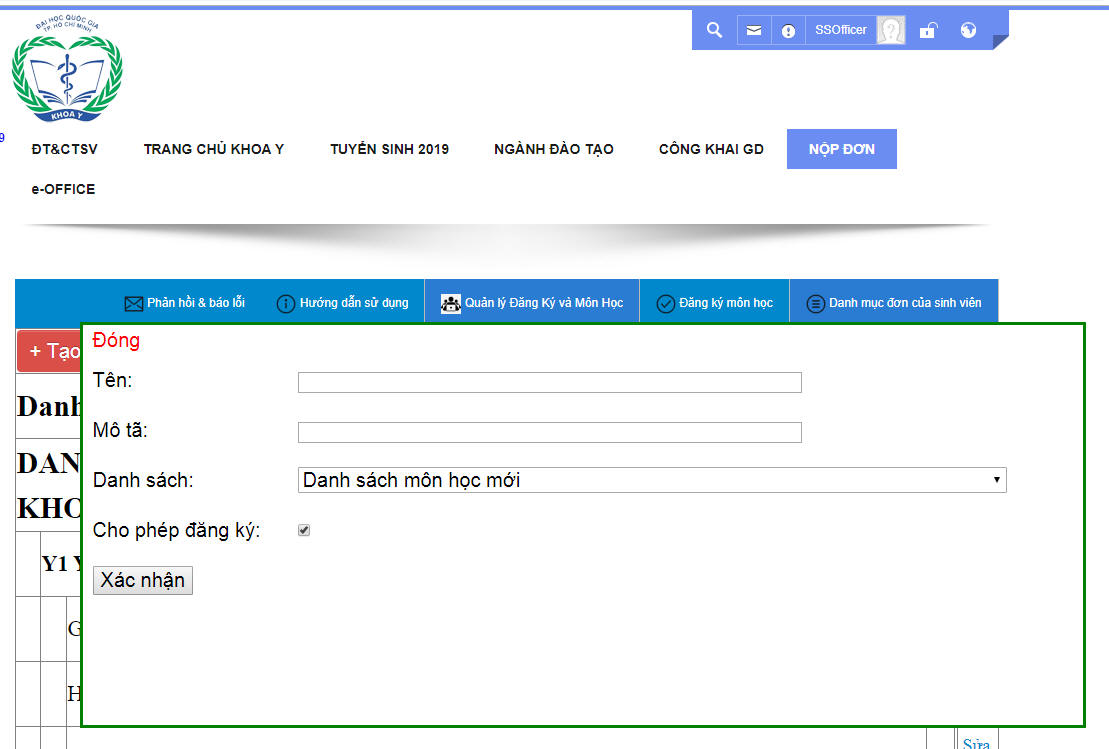 ĐẠI HỌC QUỐC GIA
TP. HỒ CHÍ MINH
KHOA Y
SSOfficer
9
ĐT&CTSV
TRANG CHỦ KHOA Y
TUYỂN SINH 2019
NGÀNH ĐÀO TẠO
CÔNG KHAI GD
NỘP ĐƠN
e-OFFICE
Phản hồi & báo lỗi
Hướng dẫn sử dụng
Quản lý Đăng Ký và Môn Học
Đăng ký môn học
Danh mục đơn của sinh viên
+ Tạo
Đóng
Tên:
Danh
Mô tã:
DAN
Danh sách:
Danh sách môn học mới
KHO
Cho phép đăng ký:
Y1 Y
Xác nhận
G
H
Sửa